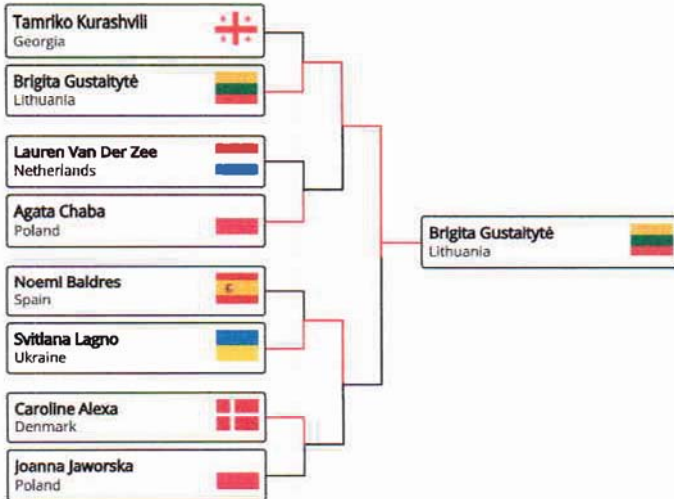 Tamriko Kurashvili
Georgia
Brigita Gustaitytė
Lithuania
Lauren Van Der Zee
Netherlands
Agata Chaba
Poland
Noemi Baldres
Spain
Svitlana Lagno
Ukraine
Caroline Alexa
Denmark
Joanna Jaworska
Poland
Brigita Gustaitytė
Lithuania